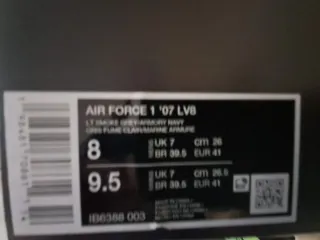 AIR FORCE 1 '07 LV8
LT SMOKE GREY/ARMORY NAVY
GRIS FUME CLAIR/MARINE ARMURE
8 UK 7 cm 26
BR 39.5 EUR 41
9.5 UK 7 cm 26.5
BR 39.5 EUR 41
IB6388 003